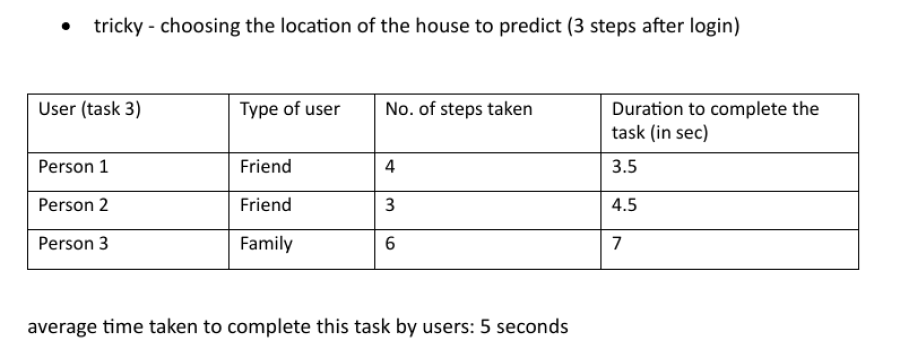 • tricky - choosing the location of the house to predict (3 steps after login)
User (task 3) Type of user No. of steps taken Duration to complete the
task (in sec)
Person 1 Friend 4 3.5
Person 2 Friend 3 4.5
Person 3 Family 6 7
average time taken to complete this task by users: 5 seconds